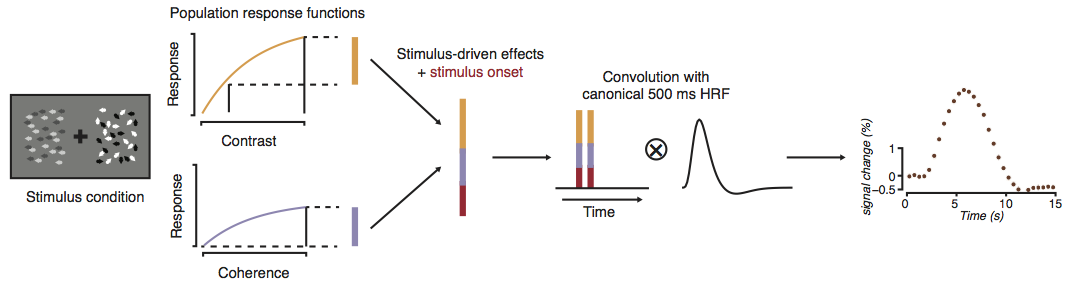 Population response functions
Response
Contrast
Stimulus condition
Response
Coherence
Stimulus-driven effects
+ stimulus onset
Convolution with
canonical 500 ms HRF
Time
signal change (%)
1
0
−0.5
0
5
10
15
Time (s)